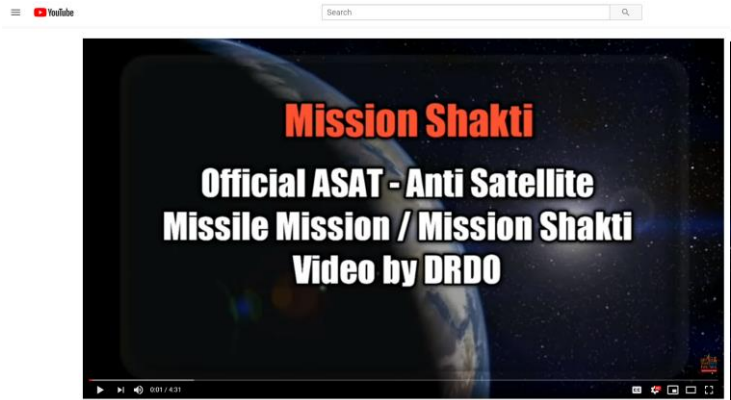 YouTube
Search
Mission Shakti
Official ASAT - Anti Satellite
Missile Mission / Mission Shakti
Video by DRDO
0:01 / 4:31